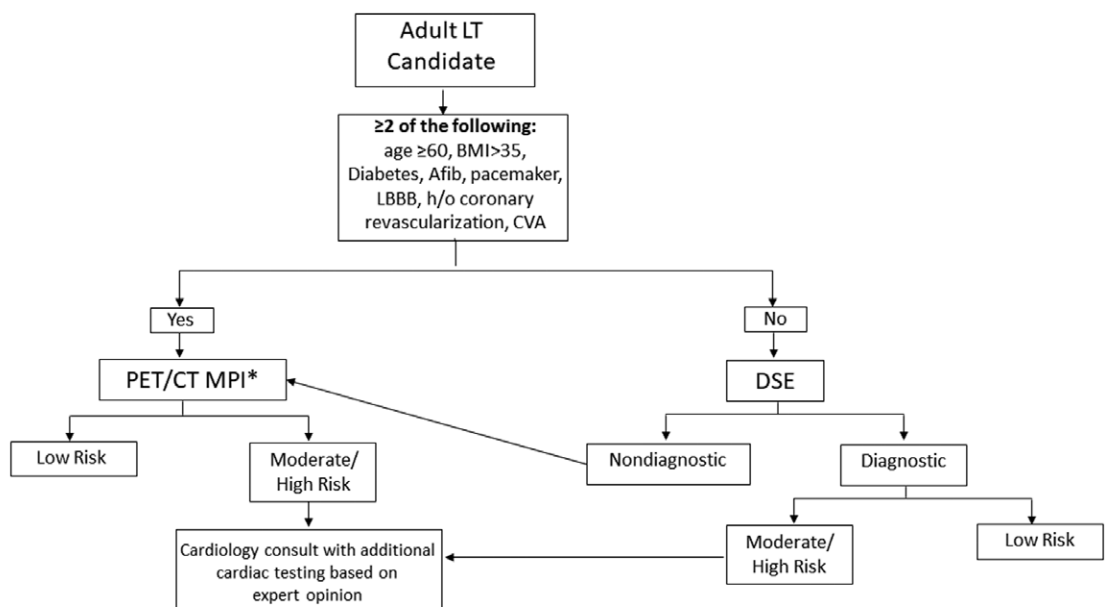 Adult LT
Candidate
≥2 of the following:
age ≥60, BMI>35,
Diabetes, Afib, pacemaker,
LBBB, h/o coronary
revascularization, CVA
Yes
No
PET/CT MPI*
DSE
Low Risk
Moderate/
High Risk
Nondiagnostic
Diagnostic
Cardiology consult with additional
cardiac testing based on
expert opinion
Moderate/
High Risk
Low Risk